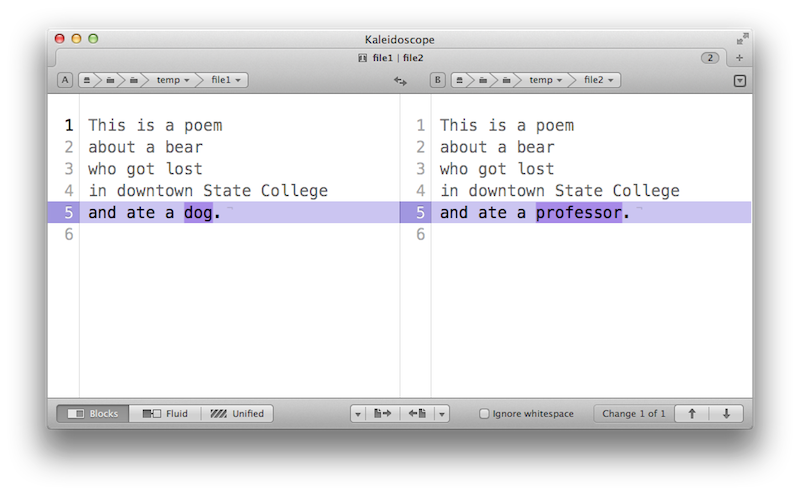 Kaleidoscope
file1 | file2
2
A temp file1
B temp file2
1 This is a poem
2 about a bear
3 who got lost
4 in downtown State College
5 and ate a dog.¬
6
1 This is a poem
2 about a bear
3 who got lost
4 in downtown State College
5 and ate a professor.¬
6
Blocks Fluid Unified
Ignore whitespace
Change 1 of 1